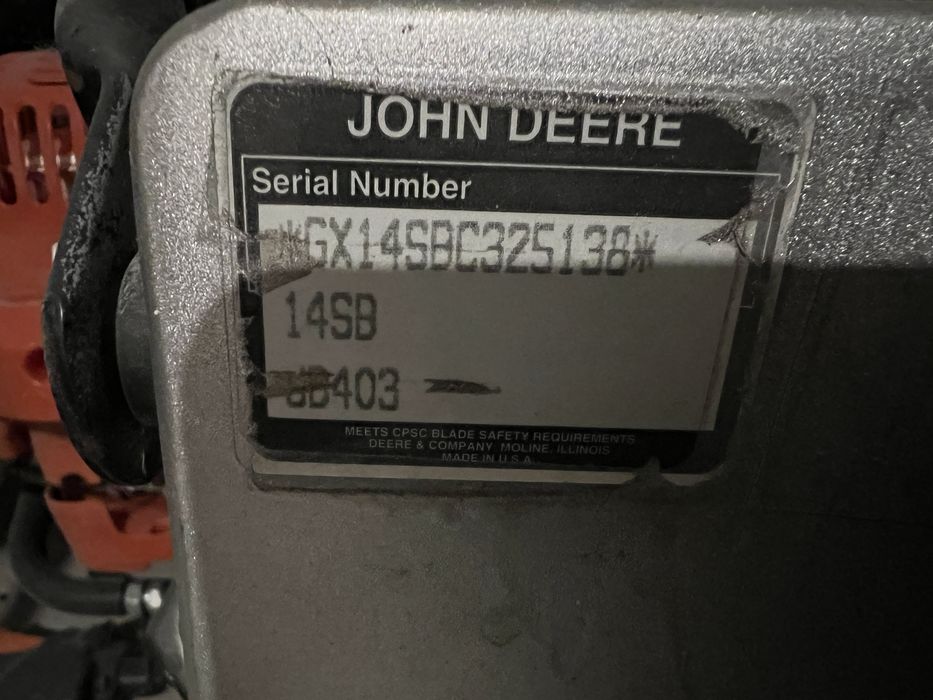 JOHN DEERE
Serial Number
*GX14SBC325138*
14SB
MEETS CPSC BLADE SAFETY REQUIREMENTS
DEERE & COMPANY MOLINE, ILLINOIS
MADE IN U.S.A.